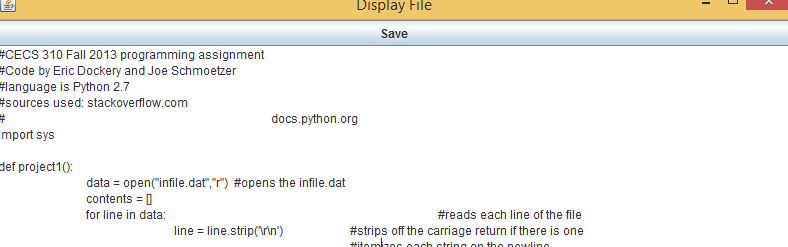 Display File
Save
#CECS 310 Fall 2013 programming assignment
#Code by Eric Dockery and Joe Schmoetzer
#language is Python 2.7
#sources used: stackoverflow.com
# docs.python.org
import sys
def project1():
data = open("infile.dat","r") #opens the infile.dat
contents = []
for line in data: #reads each line of the file
line = line.strip('\r\n') #strips off the carriage return if there is one
#itemizes each string on the newline